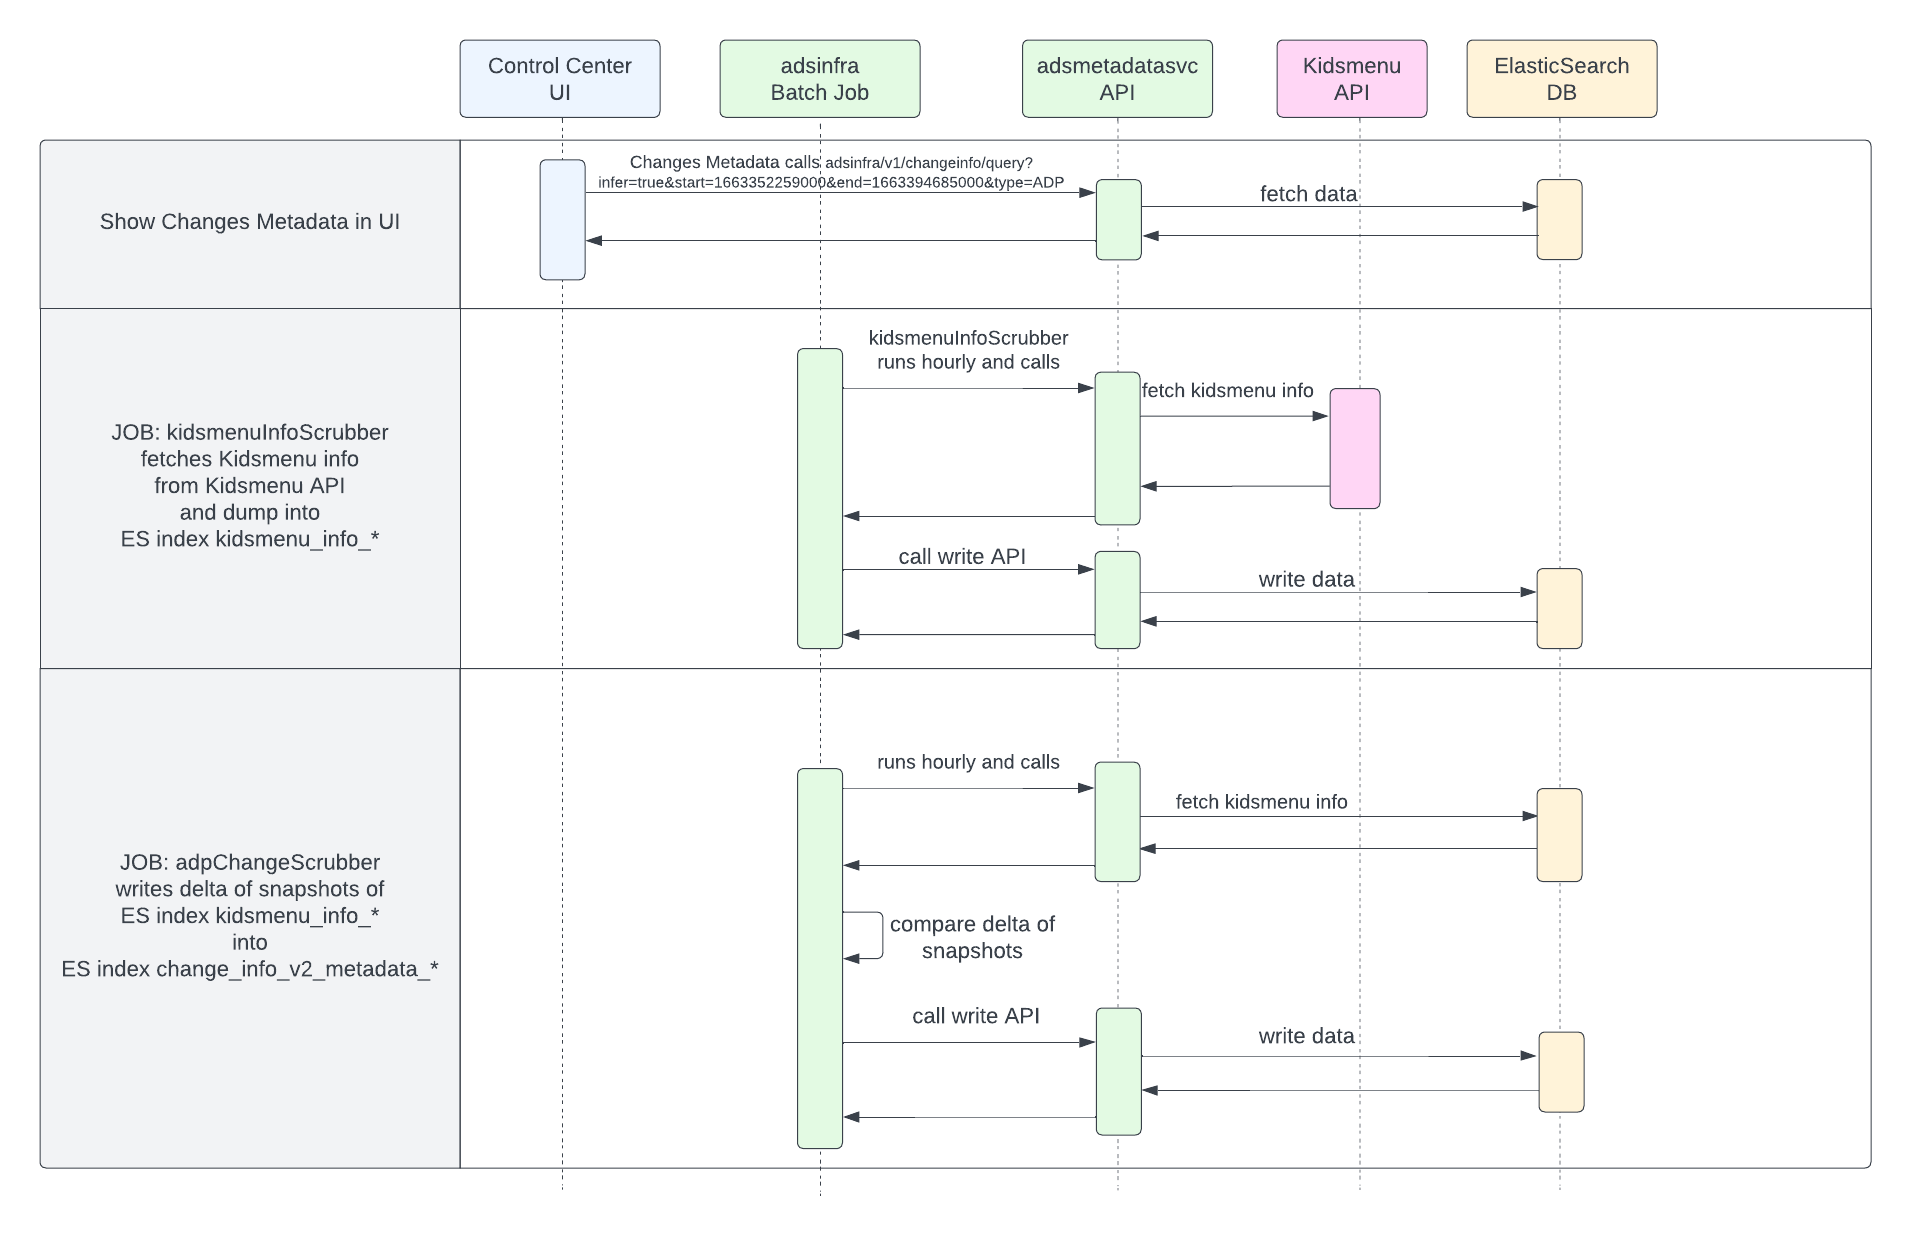 Control Center
UI
adsinfra
Batch Job
adsmetadatasvc
API
Kidsmenu
API
ElasticSearch
DB
Show Changes Metadata in UI
Changes Metadata calls adsinfra/v1/changeinfo/query?
infer=true&start=1663352259000&end=1663394685000&type=ADP
fetch data
JOB: kidsmenuInfoScrubber
fetches Kidsmenu info
from Kidsmenu API
and dump into
ES index kidsmenu_info_*
kidsmenuInfoScrubber
runs hourly and calls
fetch kidsmenu info
call write API
write data
JOB: adpChangeScrubber
writes delta of snapshots of
ES index kidsmenu_info_*
into
ES index change_info_v2_metadata_*
runs hourly and calls
fetch kidsmenu info
compare delta of
snapshots
call write API
write data